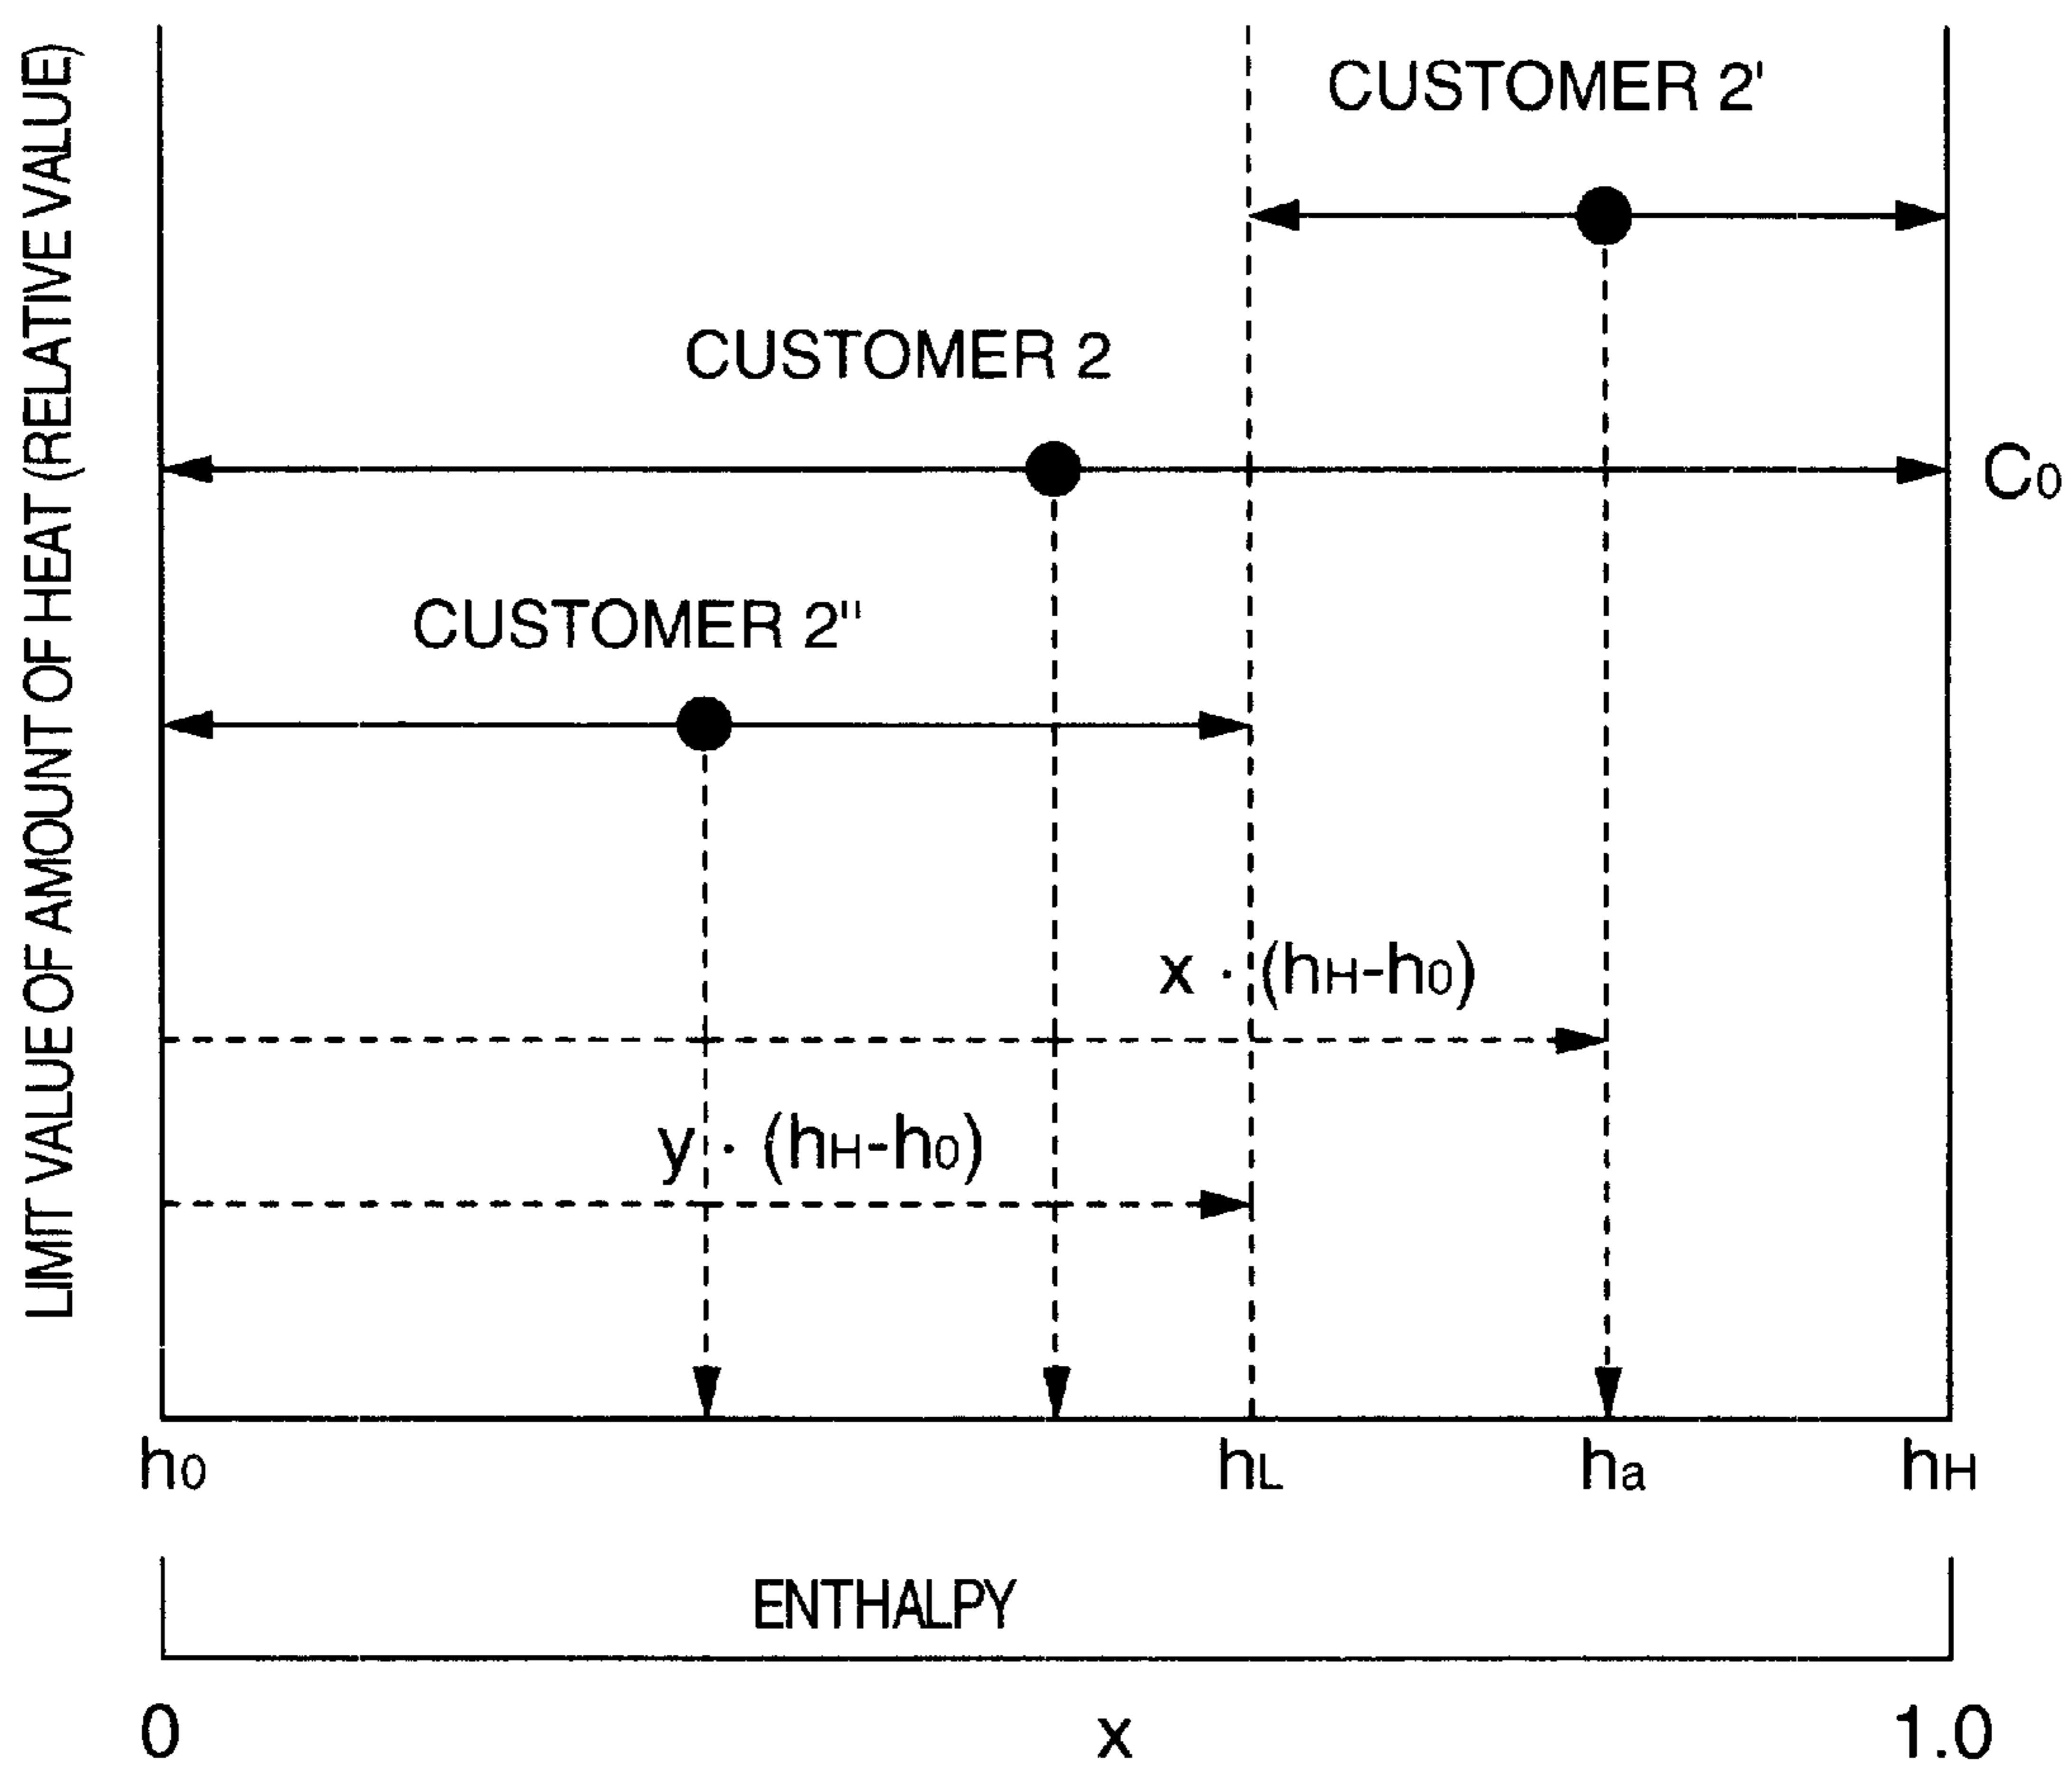 LIMIT VALUE OF AMOUNT OF HEAT (RELATIVE VALUE)
CUSTOMER 2'
CUSTOMER 2
C0
CUSTOMER 2"
x · (hH-h0)
y · (hH-h0)
h0 hL ha hH
ENTHALPY
0 x 1.0